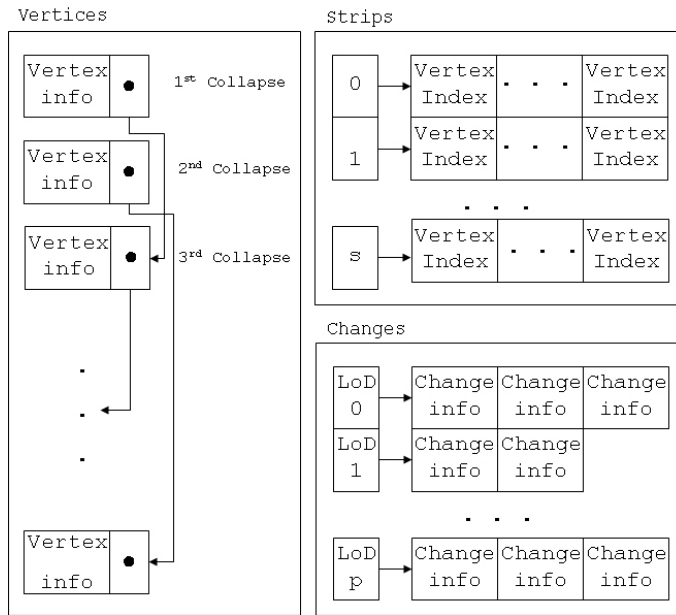 Vertices
Vertex
info
1st Collapse
Vertex
info
2nd Collapse
Vertex
info
3rd Collapse
. . .
Vertex
info
Strips
0
Vertex
Index
. . .
Vertex
Index
1
Vertex
Index
. . .
Vertex
Index
. . .
s
Vertex
Index
. . .
Vertex
Index
Changes
LoD
0
Change
info
Change
info
Change
info
LoD
1
Change
info
Change
info
. . .
LoD
p
Change
info
Change
info
Change
info